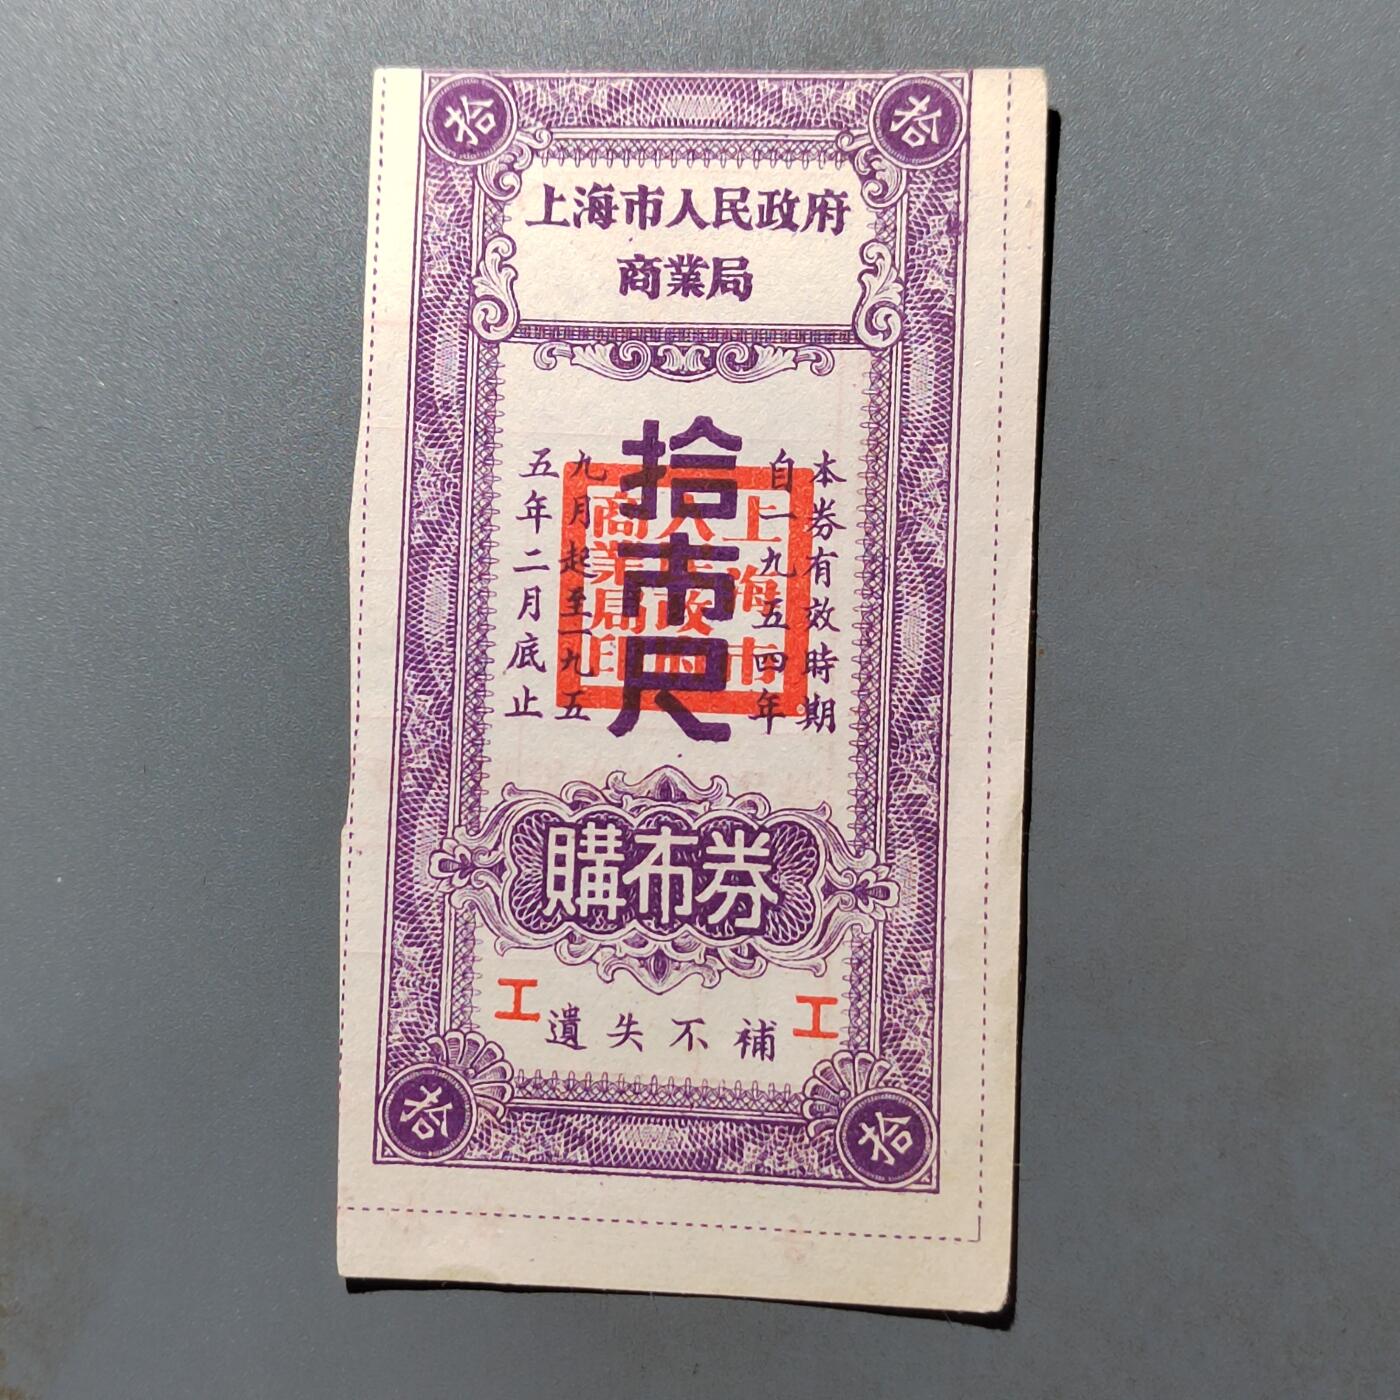 拾
拾
上海市人民政府
商業局
拾市尺
本券有效時期
自一九五四年
九月起至一九五
五年二月底止
上海市
人民政府
商業局印
購布券
工
工
遺失不補
拾
拾